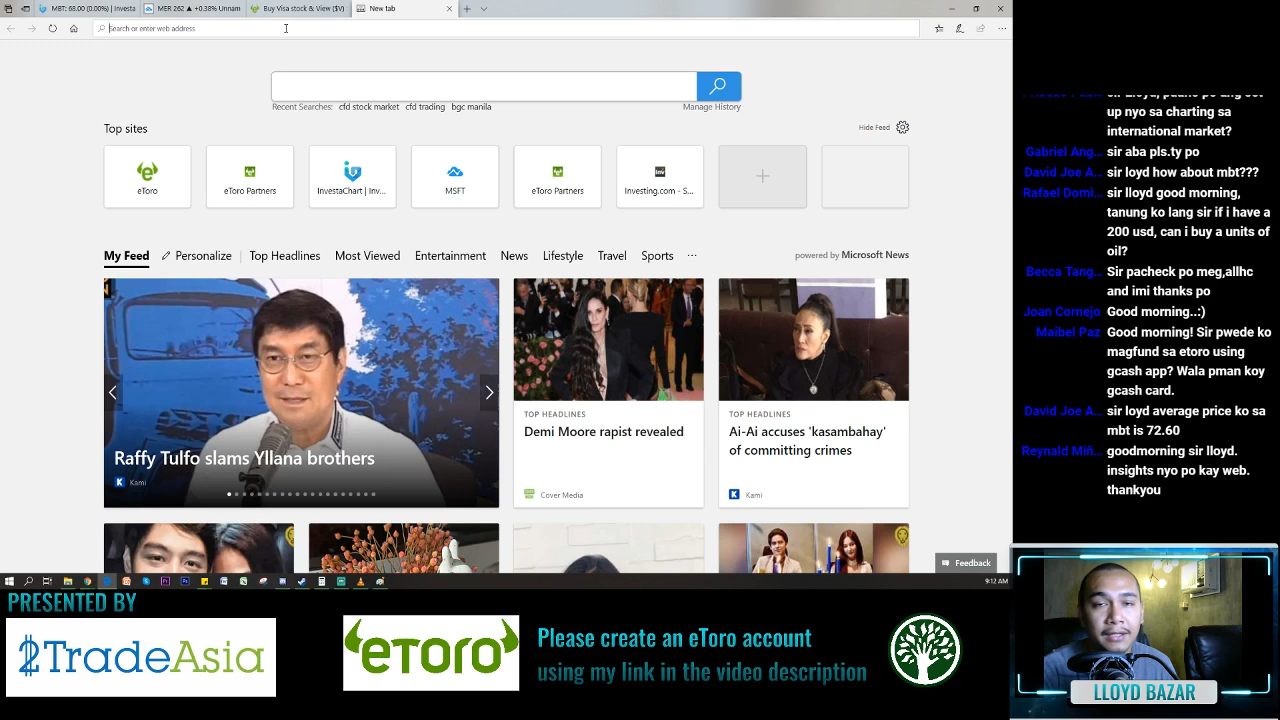 MBT: 68.00 (0.00%) | Investa
MER 262 ▲ +0.38% Unnam
Buy Visa stock & View ($V)
New tab
Search or enter web address
Recent Searches: cfd stock market cfd trading bgc manila
Manage History
Top sites
Hide Feed
eToro
eToro Partners
InvestaChart | Inv...
MSFT
eToro Partners
Investing.com - S...
My Feed
Personalize
Top Headlines
Most Viewed
Entertainment
News
Lifestyle
Travel
Sports
...
powered by Microsoft News
Raffy Tulfo slams Yllana brothers
Kami
TOP HEADLINES
Demi Moore rapist revealed
Cover Media
TOP HEADLINES
Ai-Ai accuses 'kasambahay'
of committing crimes
Kami
Feedback
9:12 AM
up nyo sa charting sa
international market?
Gabriel Ang... sir aba pls.ty po
David Joe A... sir loyd how about mbt???
Rafael Domi... sir lloyd good morning,
tanung ko lang sir if i have a
200 usd, can i buy a units of
oil?
Becca Tang... Sir pacheck po meg,allhc
and imi thanks po
Joan Cornejo Good morning..:)
Maibel Paz Good morning! Sir pwede ko
magfund sa etoro using
gcash app? Wala pman koy
gcash card.
David Joe A... sir loyd average price ko sa
mbt is 72.60
Reynald Miñ... goodmorning sir lloyd.
insights nyo po kay web.
thankyou
PRESENTED BY
2TradeAsia
eToro
Please create an eToro account
using my link in the video description
LLOYD BAZAR